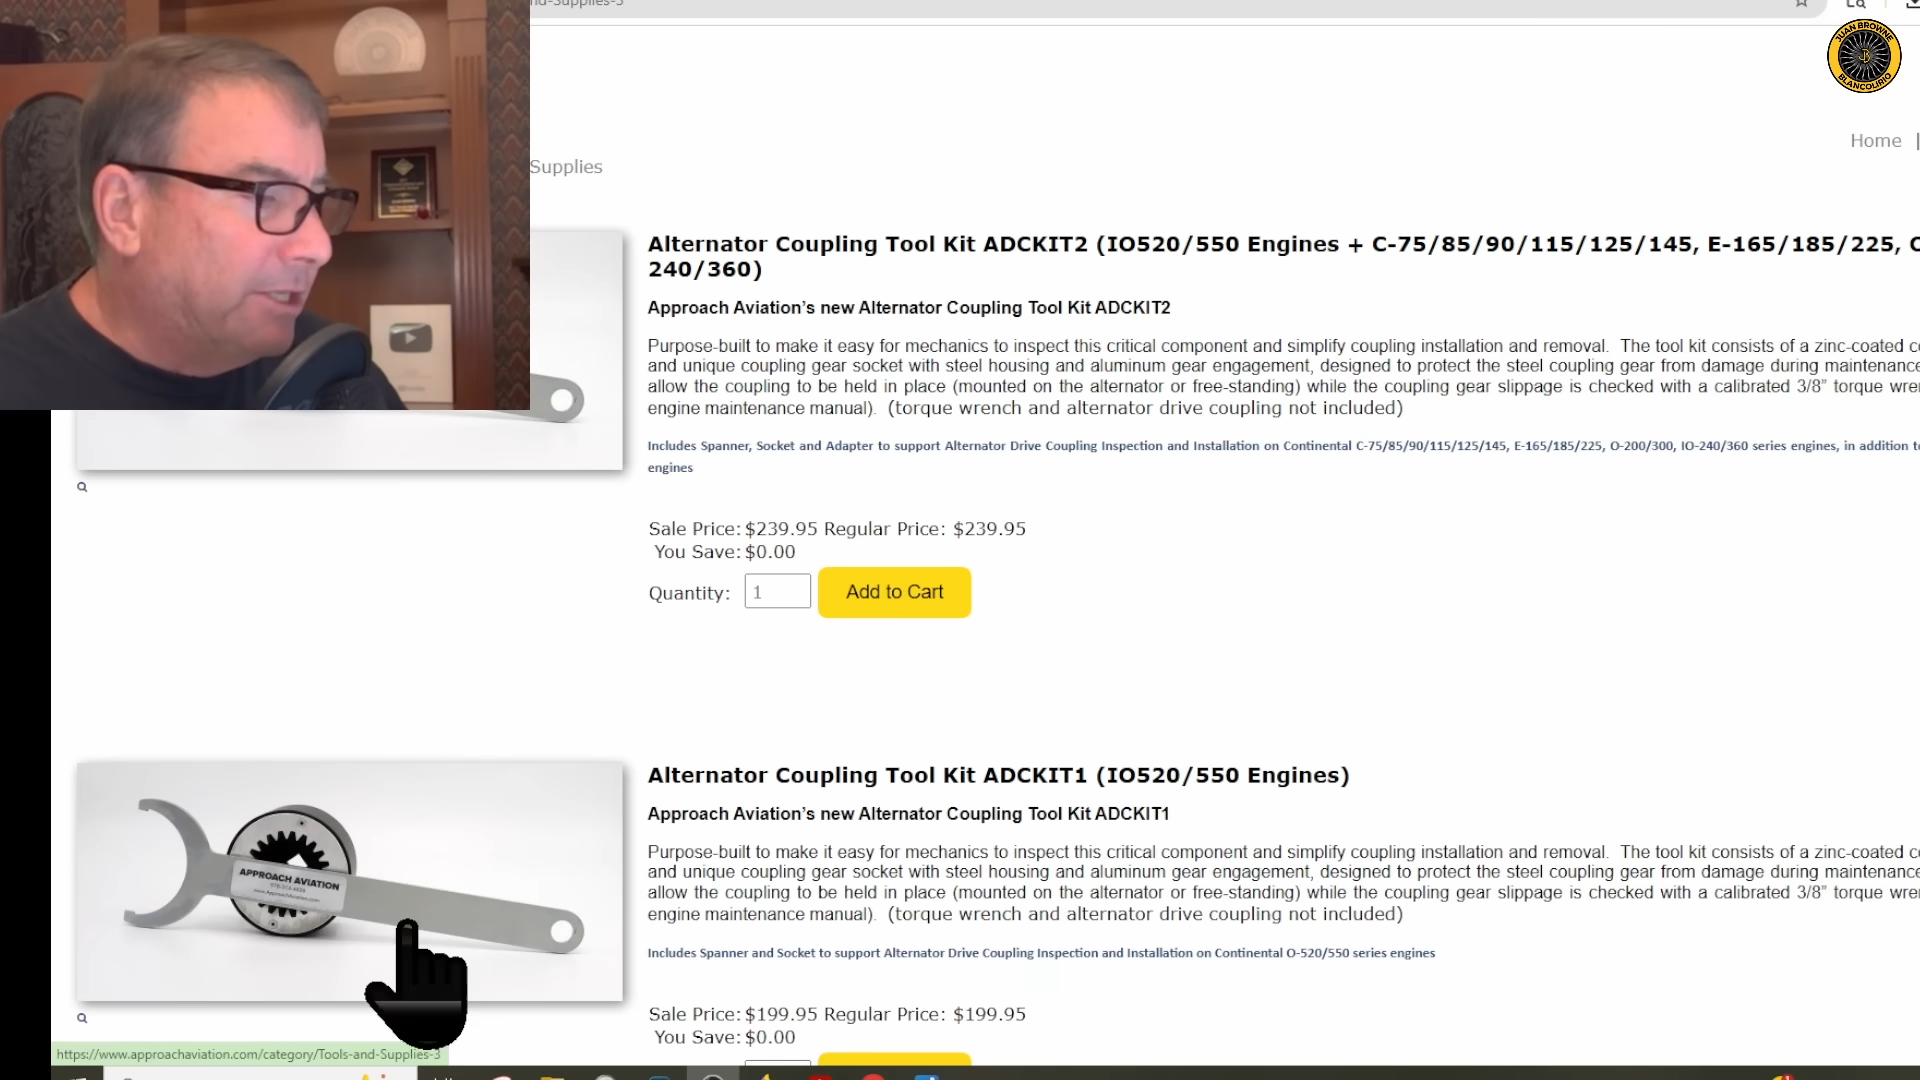 nd-Supplies-3
JUAN BROWNE
BLANCOLIRIO
Home |
Supplies
Alternator Coupling Tool Kit ADCKIT2 (IO520/550 Engines + C-75/85/90/115/125/145, E-165/185/225, O
240/360)
Approach Aviation’s new Alternator Coupling Tool Kit ADCKIT2
Purpose-built to make it easy for mechanics to inspect this critical component and simplify coupling installation and removal. The tool kit consists of a zinc-coated c
and unique coupling gear socket with steel housing and aluminum gear engagement, designed to protect the steel coupling gear from damage during maintenance
allow the coupling to be held in place (mounted on the alternator or free-standing) while the coupling gear slippage is checked with a calibrated 3/8” torque wre
engine maintenance manual). (torque wrench and alternator drive coupling not included)
Includes Spanner, Socket and Adapter to support Alternator Drive Coupling Inspection and Installation on Continental C-75/85/90/115/125/145, E-165/185/225, O-200/300, IO-240/360 series engines, in addition to
engines
Sale Price: $239.95 Regular Price: $239.95
You Save: $0.00
Quantity: 1 Add to Cart
Alternator Coupling Tool Kit ADCKIT1 (IO520/550 Engines)
Approach Aviation’s new Alternator Coupling Tool Kit ADCKIT1
Purpose-built to make it easy for mechanics to inspect this critical component and simplify coupling installation and removal. The tool kit consists of a zinc-coated c
and unique coupling gear socket with steel housing and aluminum gear engagement, designed to protect the steel coupling gear from damage during maintenance
allow the coupling to be held in place (mounted on the alternator or free-standing) while the coupling gear slippage is checked with a calibrated 3/8” torque wre
engine maintenance manual). (torque wrench and alternator drive coupling not included)
APPROACH AVIATION
Includes Spanner and Socket to support Alternator Drive Coupling Inspection and Installation on Continental O-520/550 series engines
Sale Price: $199.95 Regular Price: $199.95
You Save: $0.00
https://www.approachaviation.com/category/Tools-and-Supplies-3